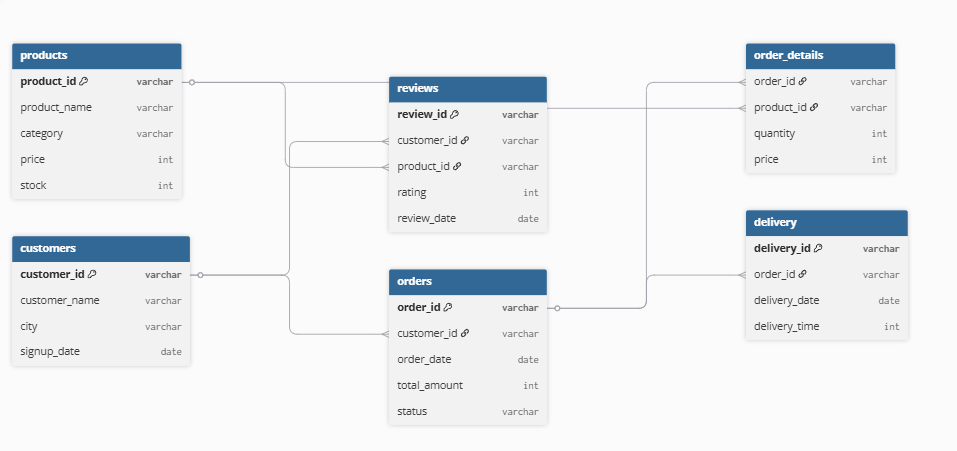 products
product_id varchar
product_name varchar
category varchar
price int
stock int
customers
customer_id varchar
customer_name varchar
city varchar
signup_date date
reviews
review_id varchar
customer_id varchar
product_id varchar
rating int
review_date date
orders
order_id varchar
customer_id varchar
order_date date
total_amount int
status varchar
order_details
order_id varchar
product_id varchar
quantity int
price int
delivery
delivery_id varchar
order_id varchar
delivery_date date
delivery_time int